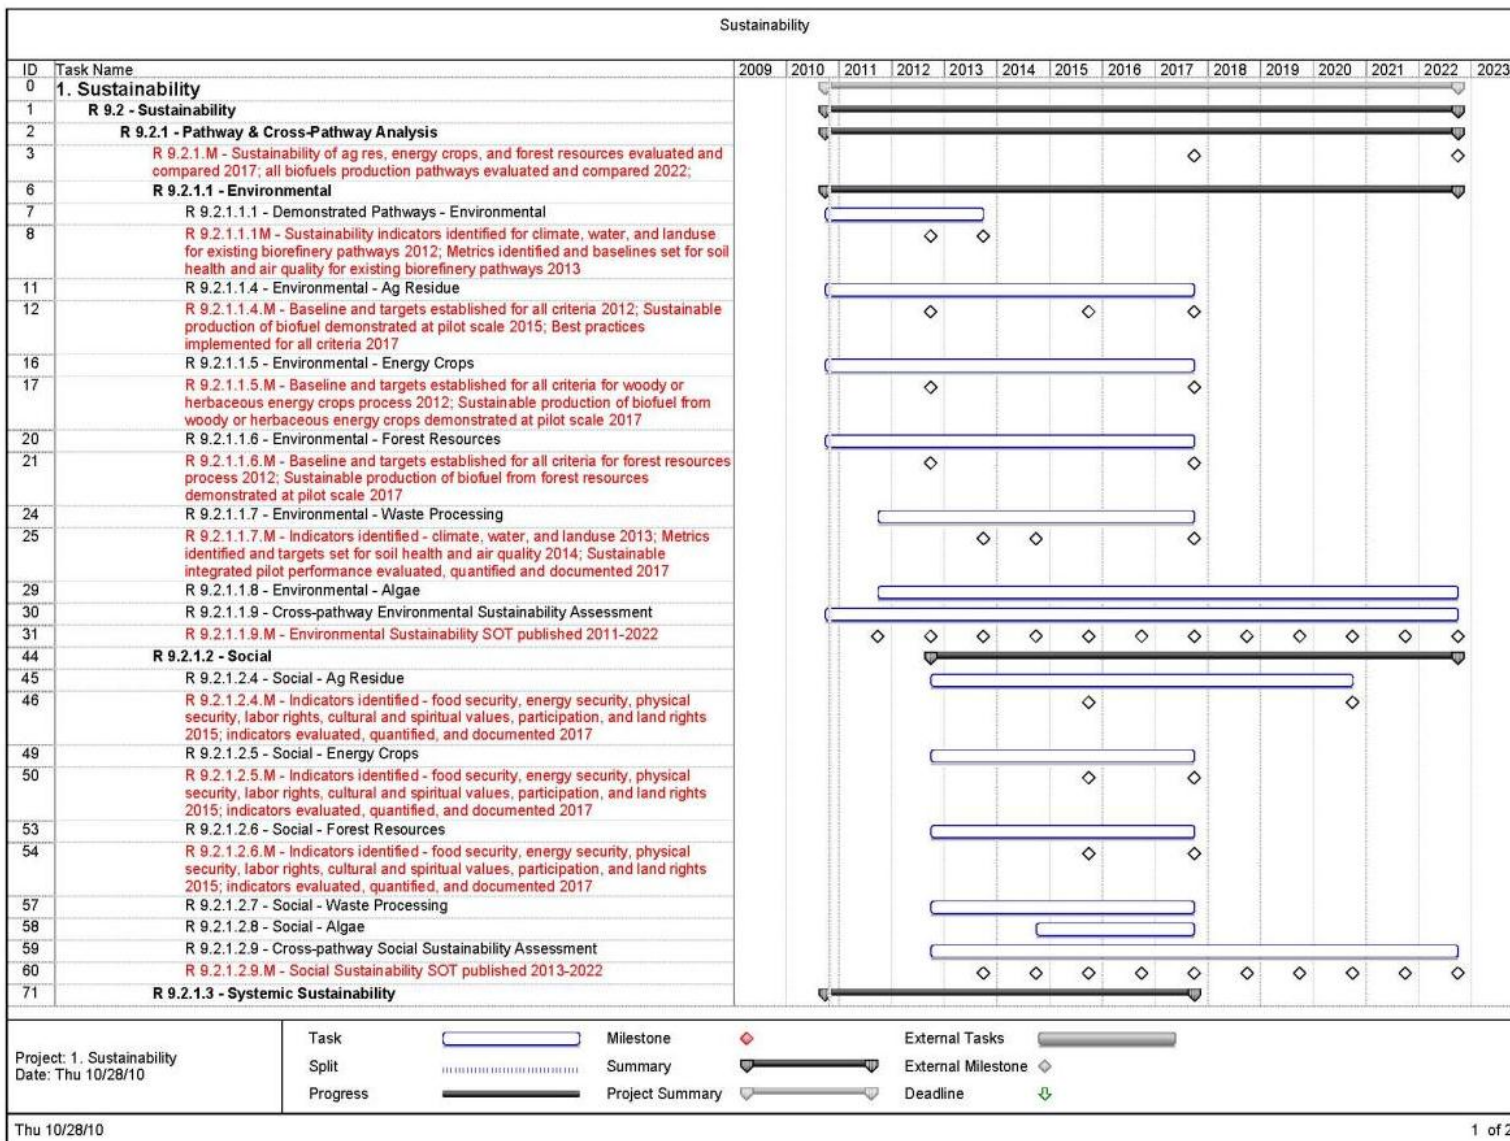 Sustainability
ID Task Name 2009 2010 2011 2012 2013 2014 2015 2016 2017 2018 2019 2020 2021 2022 2023
0 1. Sustainability
1 R 9.2 - Sustainability
2 R 9.2.1 - Pathway & Cross-Pathway Analysis
3 R 9.2.1.M - Sustainability of ag res, energy crops, and forest resources evaluated and
compared 2017; all biofuels production pathways evaluated and compared 2022;
6 R 9.2.1.1 - Environmental
7 R 9.2.1.1.1 - Demonstrated Pathways - Environmental
8 R 9.2.1.1.1M - Sustainability indicators identified for climate, water, and landuse
for existing biorefinery pathways 2012; Metrics identified and baselines set for soil
health and air quality for existing biorefinery pathways 2013
11 R 9.2.1.1.4 - Environmental - Ag Residue
12 R 9.2.1.1.4.M - Baseline and targets established for all criteria 2012; Sustainable
production of biofuel demonstrated at pilot scale 2015; Best practices
implemented for all criteria 2017
16 R 9.2.1.1.5 - Environmental - Energy Crops
17 R 9.2.1.1.5.M - Baseline and targets established for all criteria for woody or
herbaceous energy crops process 2012; Sustainable production of biofuel from
woody or herbaceous energy crops demonstrated at pilot scale 2017
20 R 9.2.1.1.6 - Environmental - Forest Resources
21 R 9.2.1.1.6.M - Baseline and targets established for all criteria for forest resources
process 2012; Sustainable production of biofuel from forest resources
demonstrated at pilot scale 2017
24 R 9.2.1.1.7 - Environmental - Waste Processing
25 R 9.2.1.1.7.M - Indicators identified - climate, water, and landuse 2013; Metrics
identified and targets set for soil health and air quality 2014; Sustainable
integrated pilot performance evaluated, quantified and documented 2017
29 R 9.2.1.1.8 - Environmental - Algae
30 R 9.2.1.1.9 - Cross-pathway Environmental Sustainability Assessment
31 R 9.2.1.1.9.M - Environmental Sustainability SOT published 2011-2022
44 R 9.2.1.2 - Social
45 R 9.2.1.2.4 - Social - Ag Residue
46 R 9.2.1.2.4.M - Indicators identified - food security, energy security, physical
security, labor rights, cultural and spiritual values, participation, and land rights
2015; indicators evaluated, quantified, and documented 2017
49 R 9.2.1.2.5 - Social - Energy Crops
50 R 9.2.1.2.5.M - Indicators identified - food security, energy security, physical
security, labor rights, cultural and spiritual values, participation, and land rights
2015; indicators evaluated, quantified, and documented 2017
53 R 9.2.1.2.6 - Social - Forest Resources
54 R 9.2.1.2.6.M - Indicators identified - food security, energy security, physical
security, labor rights, cultural and spiritual values, participation, and land rights
2015; indicators evaluated, quantified, and documented 2017
57 R 9.2.1.2.7 - Social - Waste Processing
58 R 9.2.1.2.8 - Social - Algae
59 R 9.2.1.2.9 - Cross-pathway Social Sustainability Assessment
60 R 9.2.1.2.9.M - Social Sustainability SOT published 2013-2022
71 R 9.2.1.3 - Systemic Sustainability
Project: 1. Sustainability
Date: Thu 10/28/10
Task Milestone External Tasks
Split Summary External Milestone
Progress Project Summary Deadline
Thu 10/28/10 1 of 2